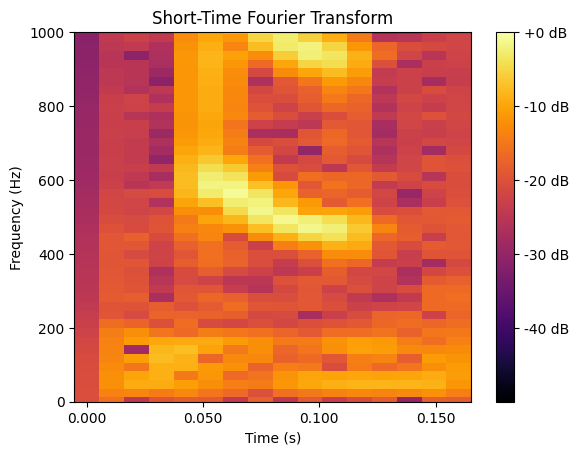 Short-Time Fourier Transform
1000
800
600
400
200
0
Frequency (Hz)
0.000
0.050
0.100
0.150
Time (s)
+0 dB
-10 dB
-20 dB
-30 dB
-40 dB